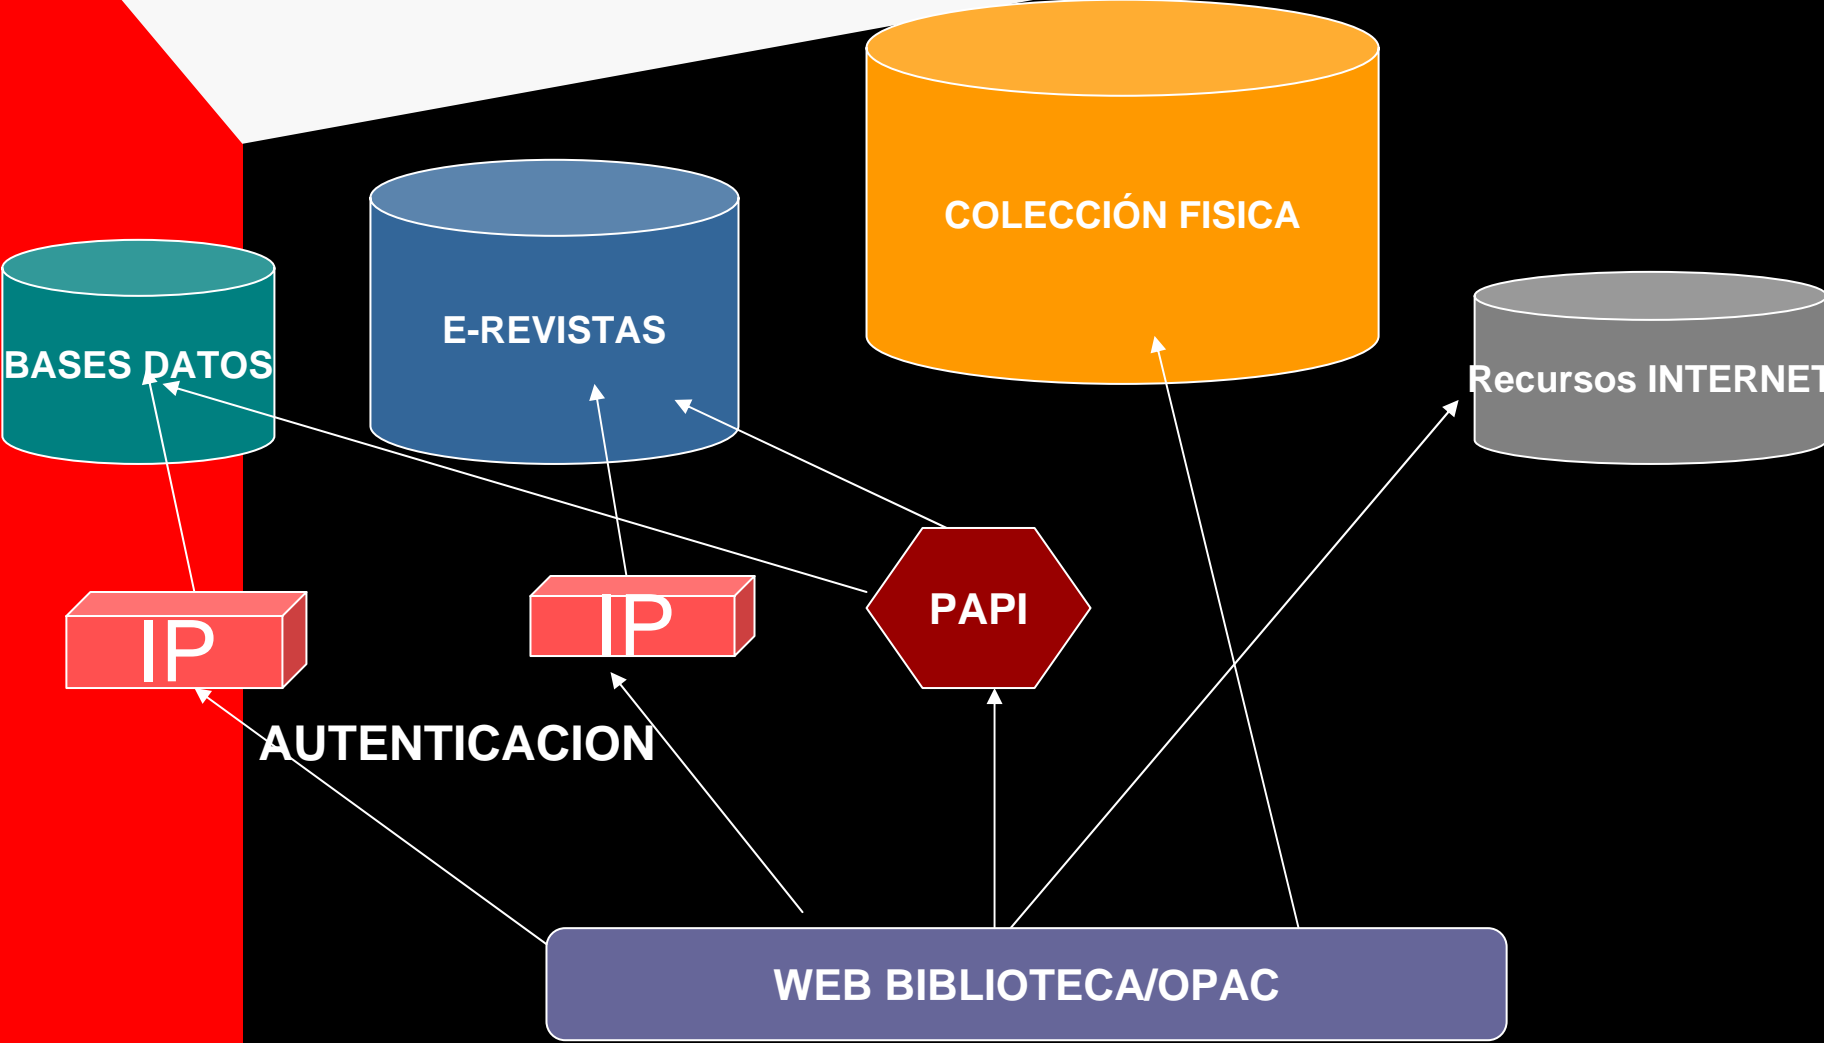 COLECCIÓN FISICA
E-REVISTAS
BASES DATOS
Recursos INTERNET
PAPI
IP
IP
AUTENTICACION
WEB BIBLIOTECA/OPAC